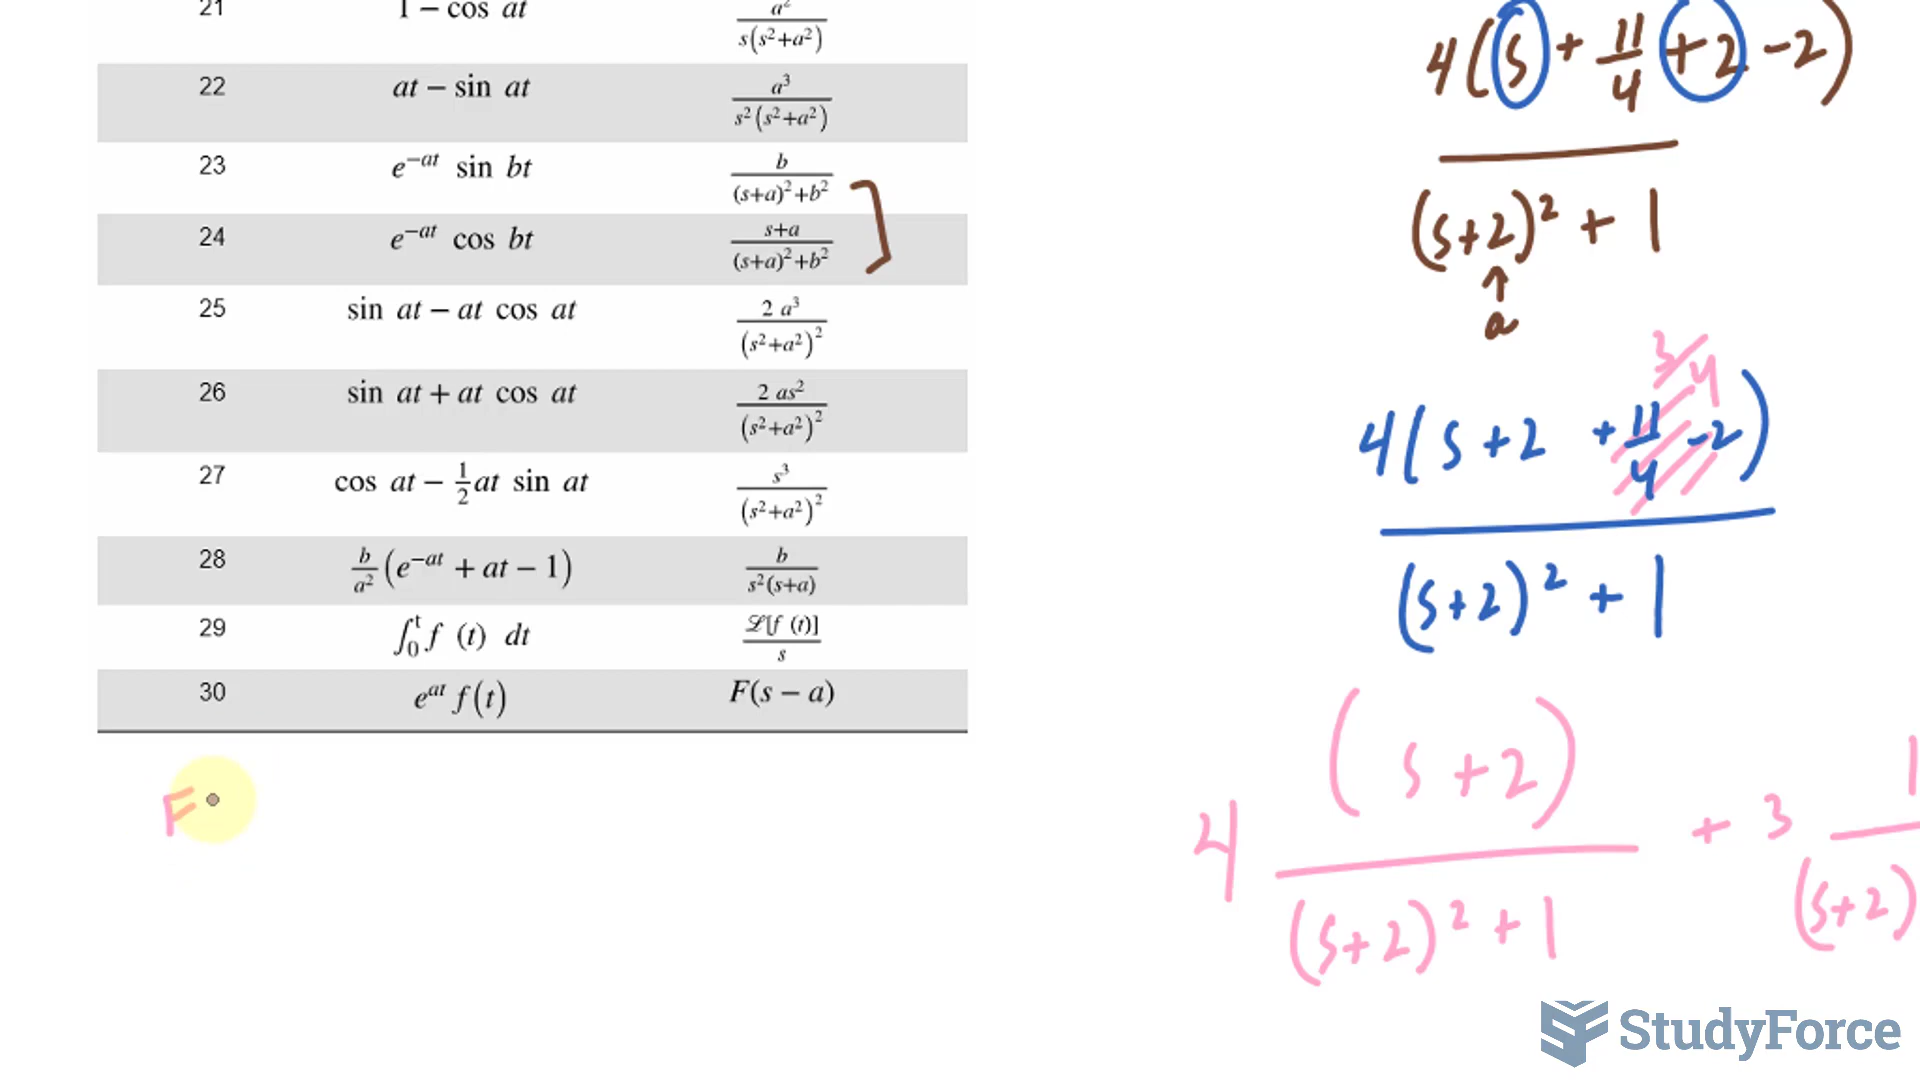 21 1 − cos at a²/s(s²+a²)
22 at − sin at a³/s²(s²+a²)
23 e^−at sin bt b/(s+a)²+b²
24 e^−at cos bt s+a/(s+a)²+b²
25 sin at − at cos at 2 a³/(s²+a²)²
26 sin at + at cos at 2 as²/(s²+a²)²
27 cos at − ½at sin at s³/(s²+a²)²
28 b/a² (e^−at + at − 1) b/s²(s+a)
29 ∫₀ᵗ f (t) dt ℒ[f (t)]/s
30 e^at f(t) F(s − a)
F
4(s + 11/4 +2 −2)
(s+2)² + 1
↑
a
3/4
4(s+2 + 11/4 −2)
(s+2)² + 1
4 (s+2) + 3 1
(s+2)² + 1 (s+2)
StudyForce